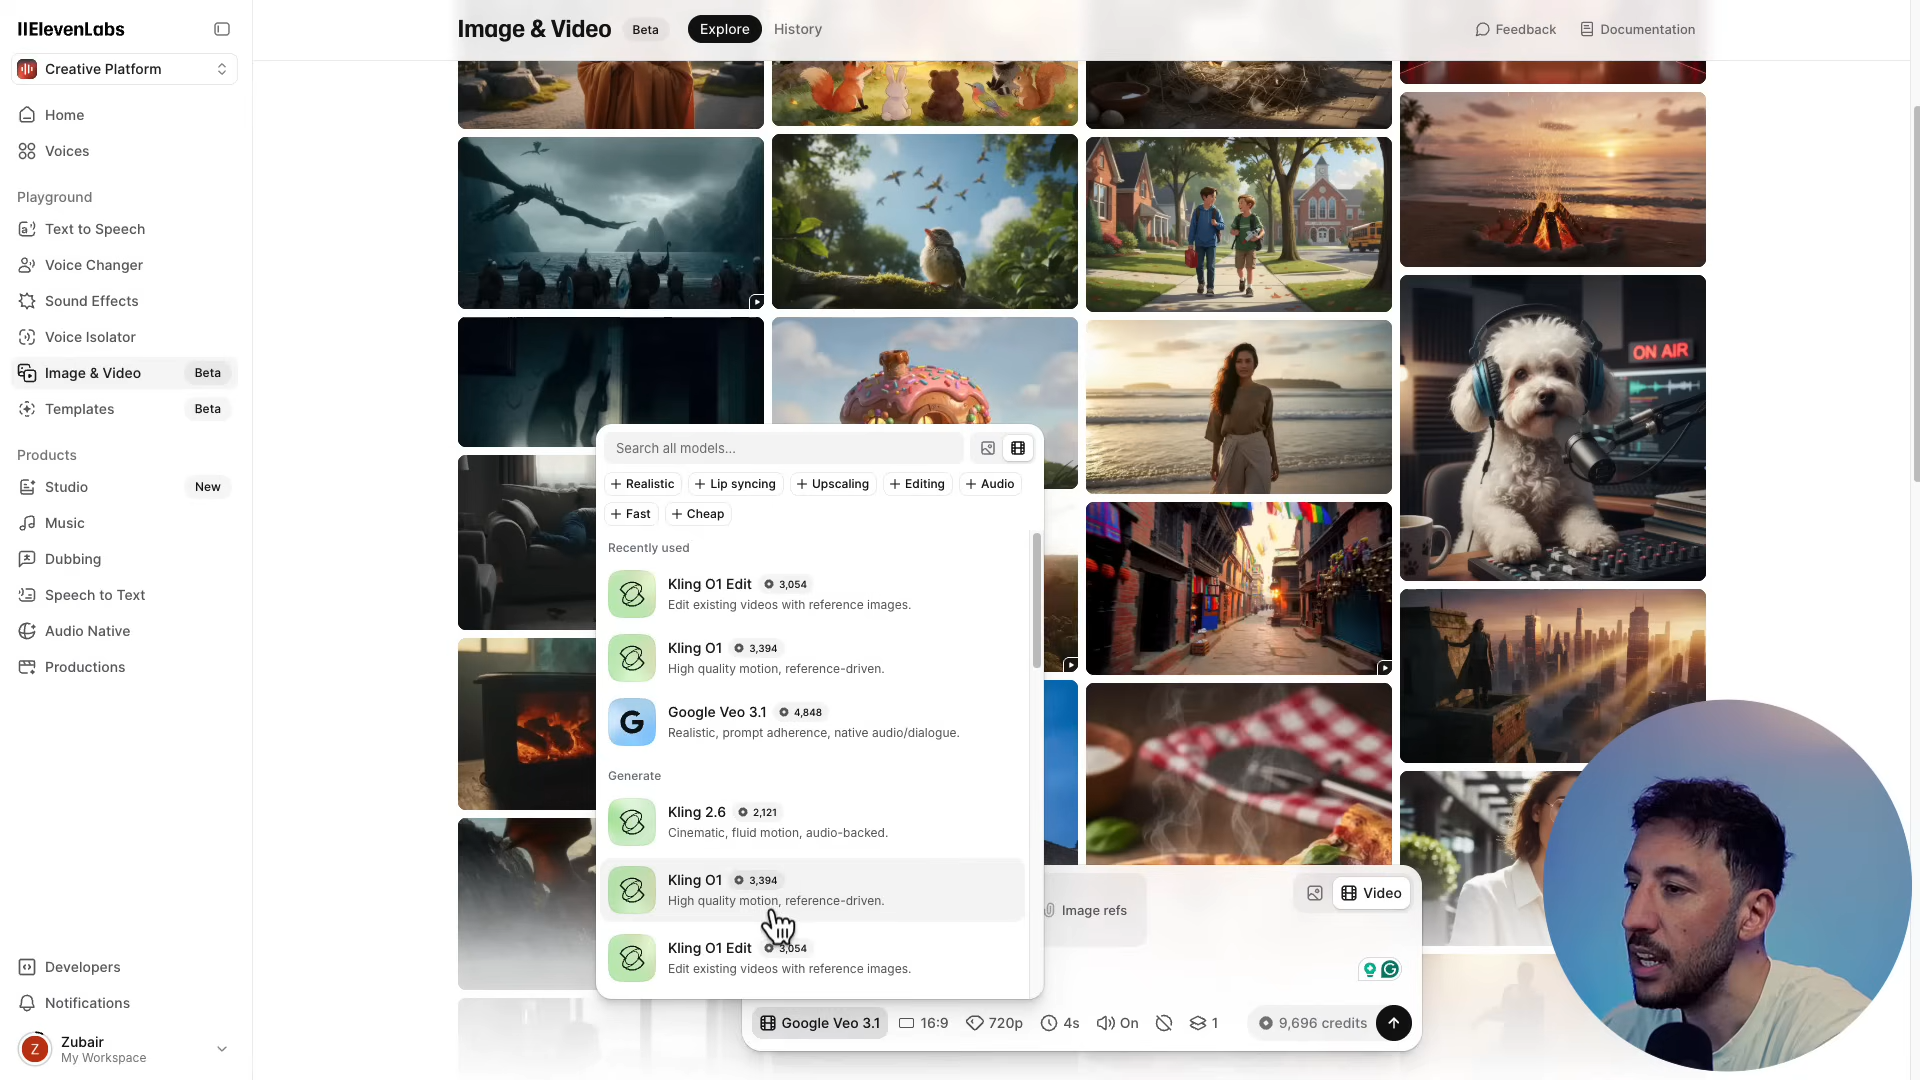 IIElevenLabs
Creative Platform
Home
Voices
Playground
Text to Speech
Voice Changer
Sound Effects
Voice Isolator
Image & Video Beta
Templates Beta
Products
Studio New
Music
Dubbing
Speech to Text
Audio Native
Productions
Developers
Notifications
Z
Zubair
My Workspace
Image & Video Beta Explore History
Feedback Documentation
ON AIR
Search all models...
Realistic Lip syncing Upscaling Editing Audio
Fast Cheap
Recently used
Kling O1 Edit 3,054
Edit existing videos with reference images.
Kling O1 3,394
High quality motion, reference-driven.
G
Google Veo 3.1 4,848
Realistic, prompt adherence, native audio/dialogue.
Generate
Kling 2.6 2,121
Cinematic, fluid motion, audio-backed.
Kling O1 3,394
High quality motion, reference-driven.
Kling O1 Edit 3,054
Edit existing videos with reference images.
Image refs
Video
Google Veo 3.1 16:9 720p 4s On 1 9,696 credits